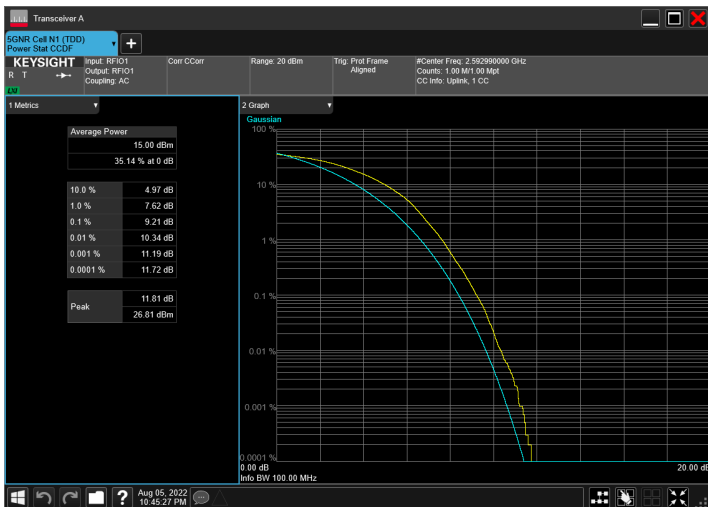 Transceiver A
5GNR Cell N1 (TDD)
Power Stat CCDF
KEYSIGHT
R T
LXI
Input: RFIO1
Output: RFIO1
Coupling: AC
Corr CCorr
Range: 20 dBm
Trig: Prot Frame
Aligned
#Center Freq: 2.592990000 GHz
Counts: 1.00 M/1.00 Mpt
CC Info: Uplink, 1 CC
1 Metrics
Average Power
15.00 dBm
35.14 % at 0 dB
10.0 % 4.97 dB
1.0 % 7.62 dB
0.1 % 9.21 dB
0.01 % 10.34 dB
0.001 % 11.19 dB
0.0001 % 11.72 dB
Peak 11.81 dB
26.81 dBm
2 Graph
Gaussian
100 %
10 %
1 %
0.1 %
0.01 %
0.001 %
0.0001 %
0.00 dB 20.00 dB
Info BW 100.00 MHz
Aug 05, 2022
10:45:27 PM